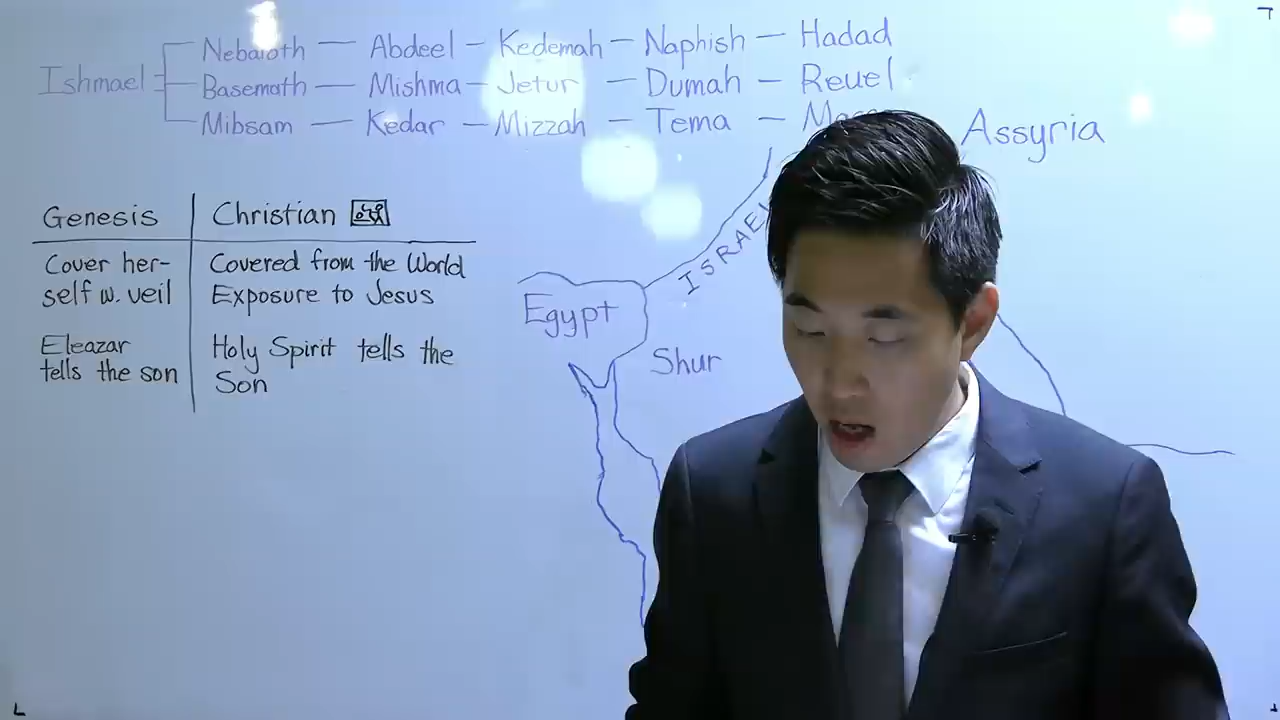 Ishmael
Nebaioth — Abdeel — Kedemah — Naphish — Hadad
Basemath — Mishma — Jetur — Dumah — Reuel
Mibsam — Kedar — Mizzah — Tema —
Assyria
ISRAEL
Egypt
Shur
Genesis | Christian
Cover her-
self w. veil
Covered from the World
Exposure to Jesus
Eleazar
tells the son
Holy Spirit tells the
Son